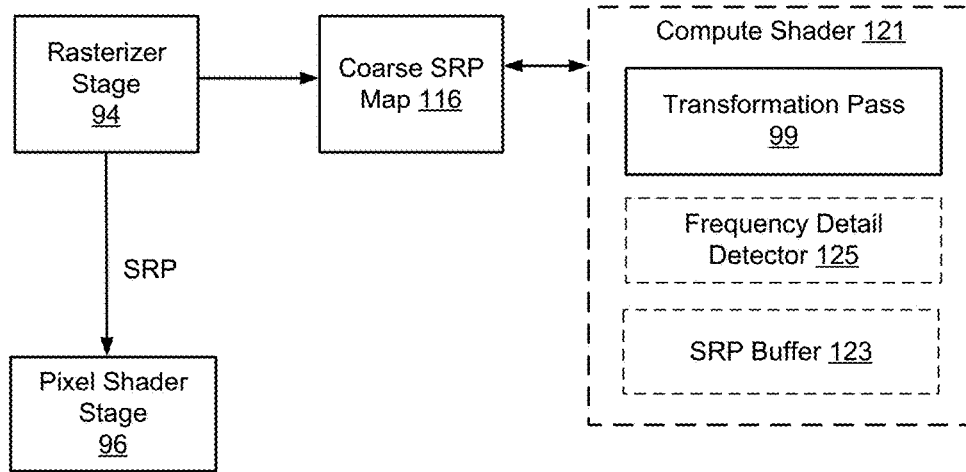 Rasterizer
Stage
94
Coarse SRP
Map 116
Compute Shader 121
Transformation Pass
99
Frequency Detail
Detector 125
SRP Buffer 123
SRP
Pixel Shader
Stage
96